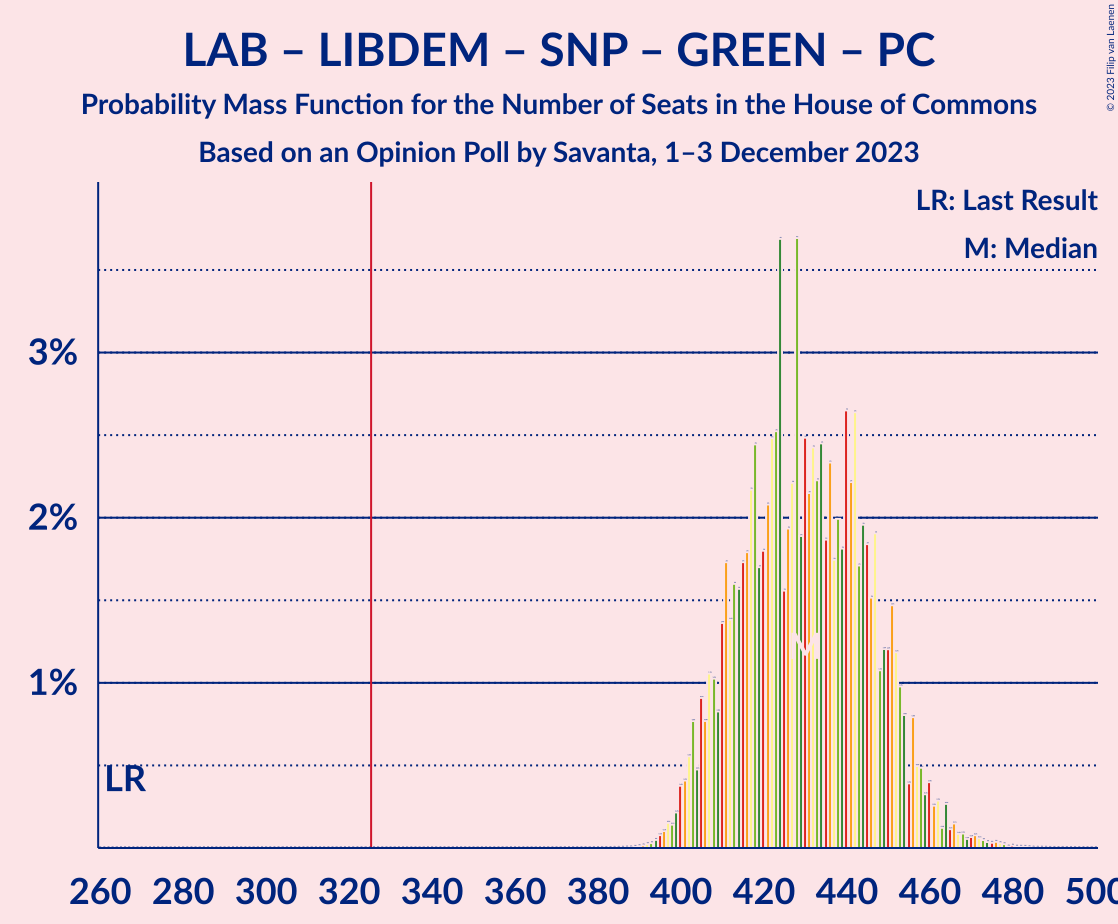 LAB – LIBDEM – SNP – GREEN – PC
Probability Mass Function for the Number of Seats in the House of Commons
Based on an Opinion Poll by Savanta, 1–3 December 2023
© 2023 Filip van Laenen
LR: Last Result
M: Median
3%
2%
1%
M
LR
260 280 300 320 340 360 380 400 420 440 460 480 500